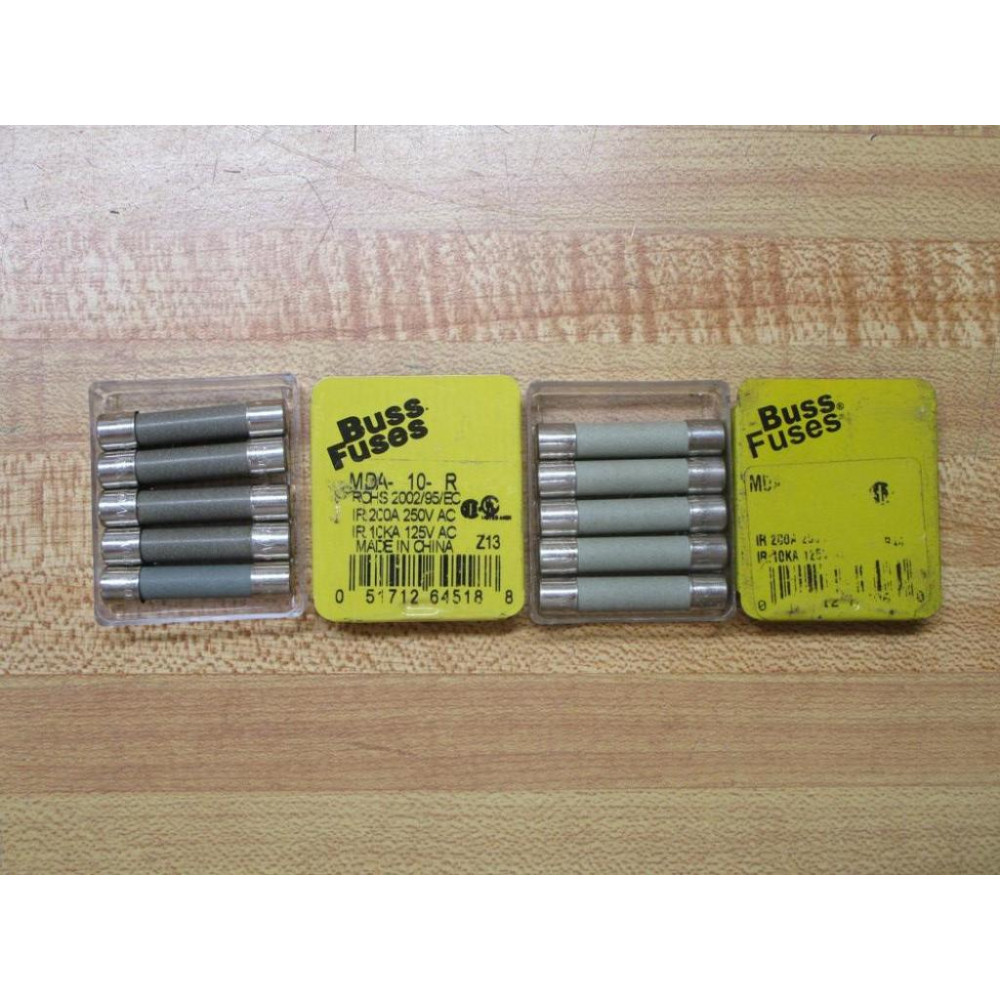 Buss
Fuses
MDA- 10- R
ROHS 2002/95/EC
IR 200A 250V AC
IR 10KA 125V AC
MADE IN CHINA Z13
0 51712 64518 8
Buss®
Fuses
IR 200A
IR 10KA